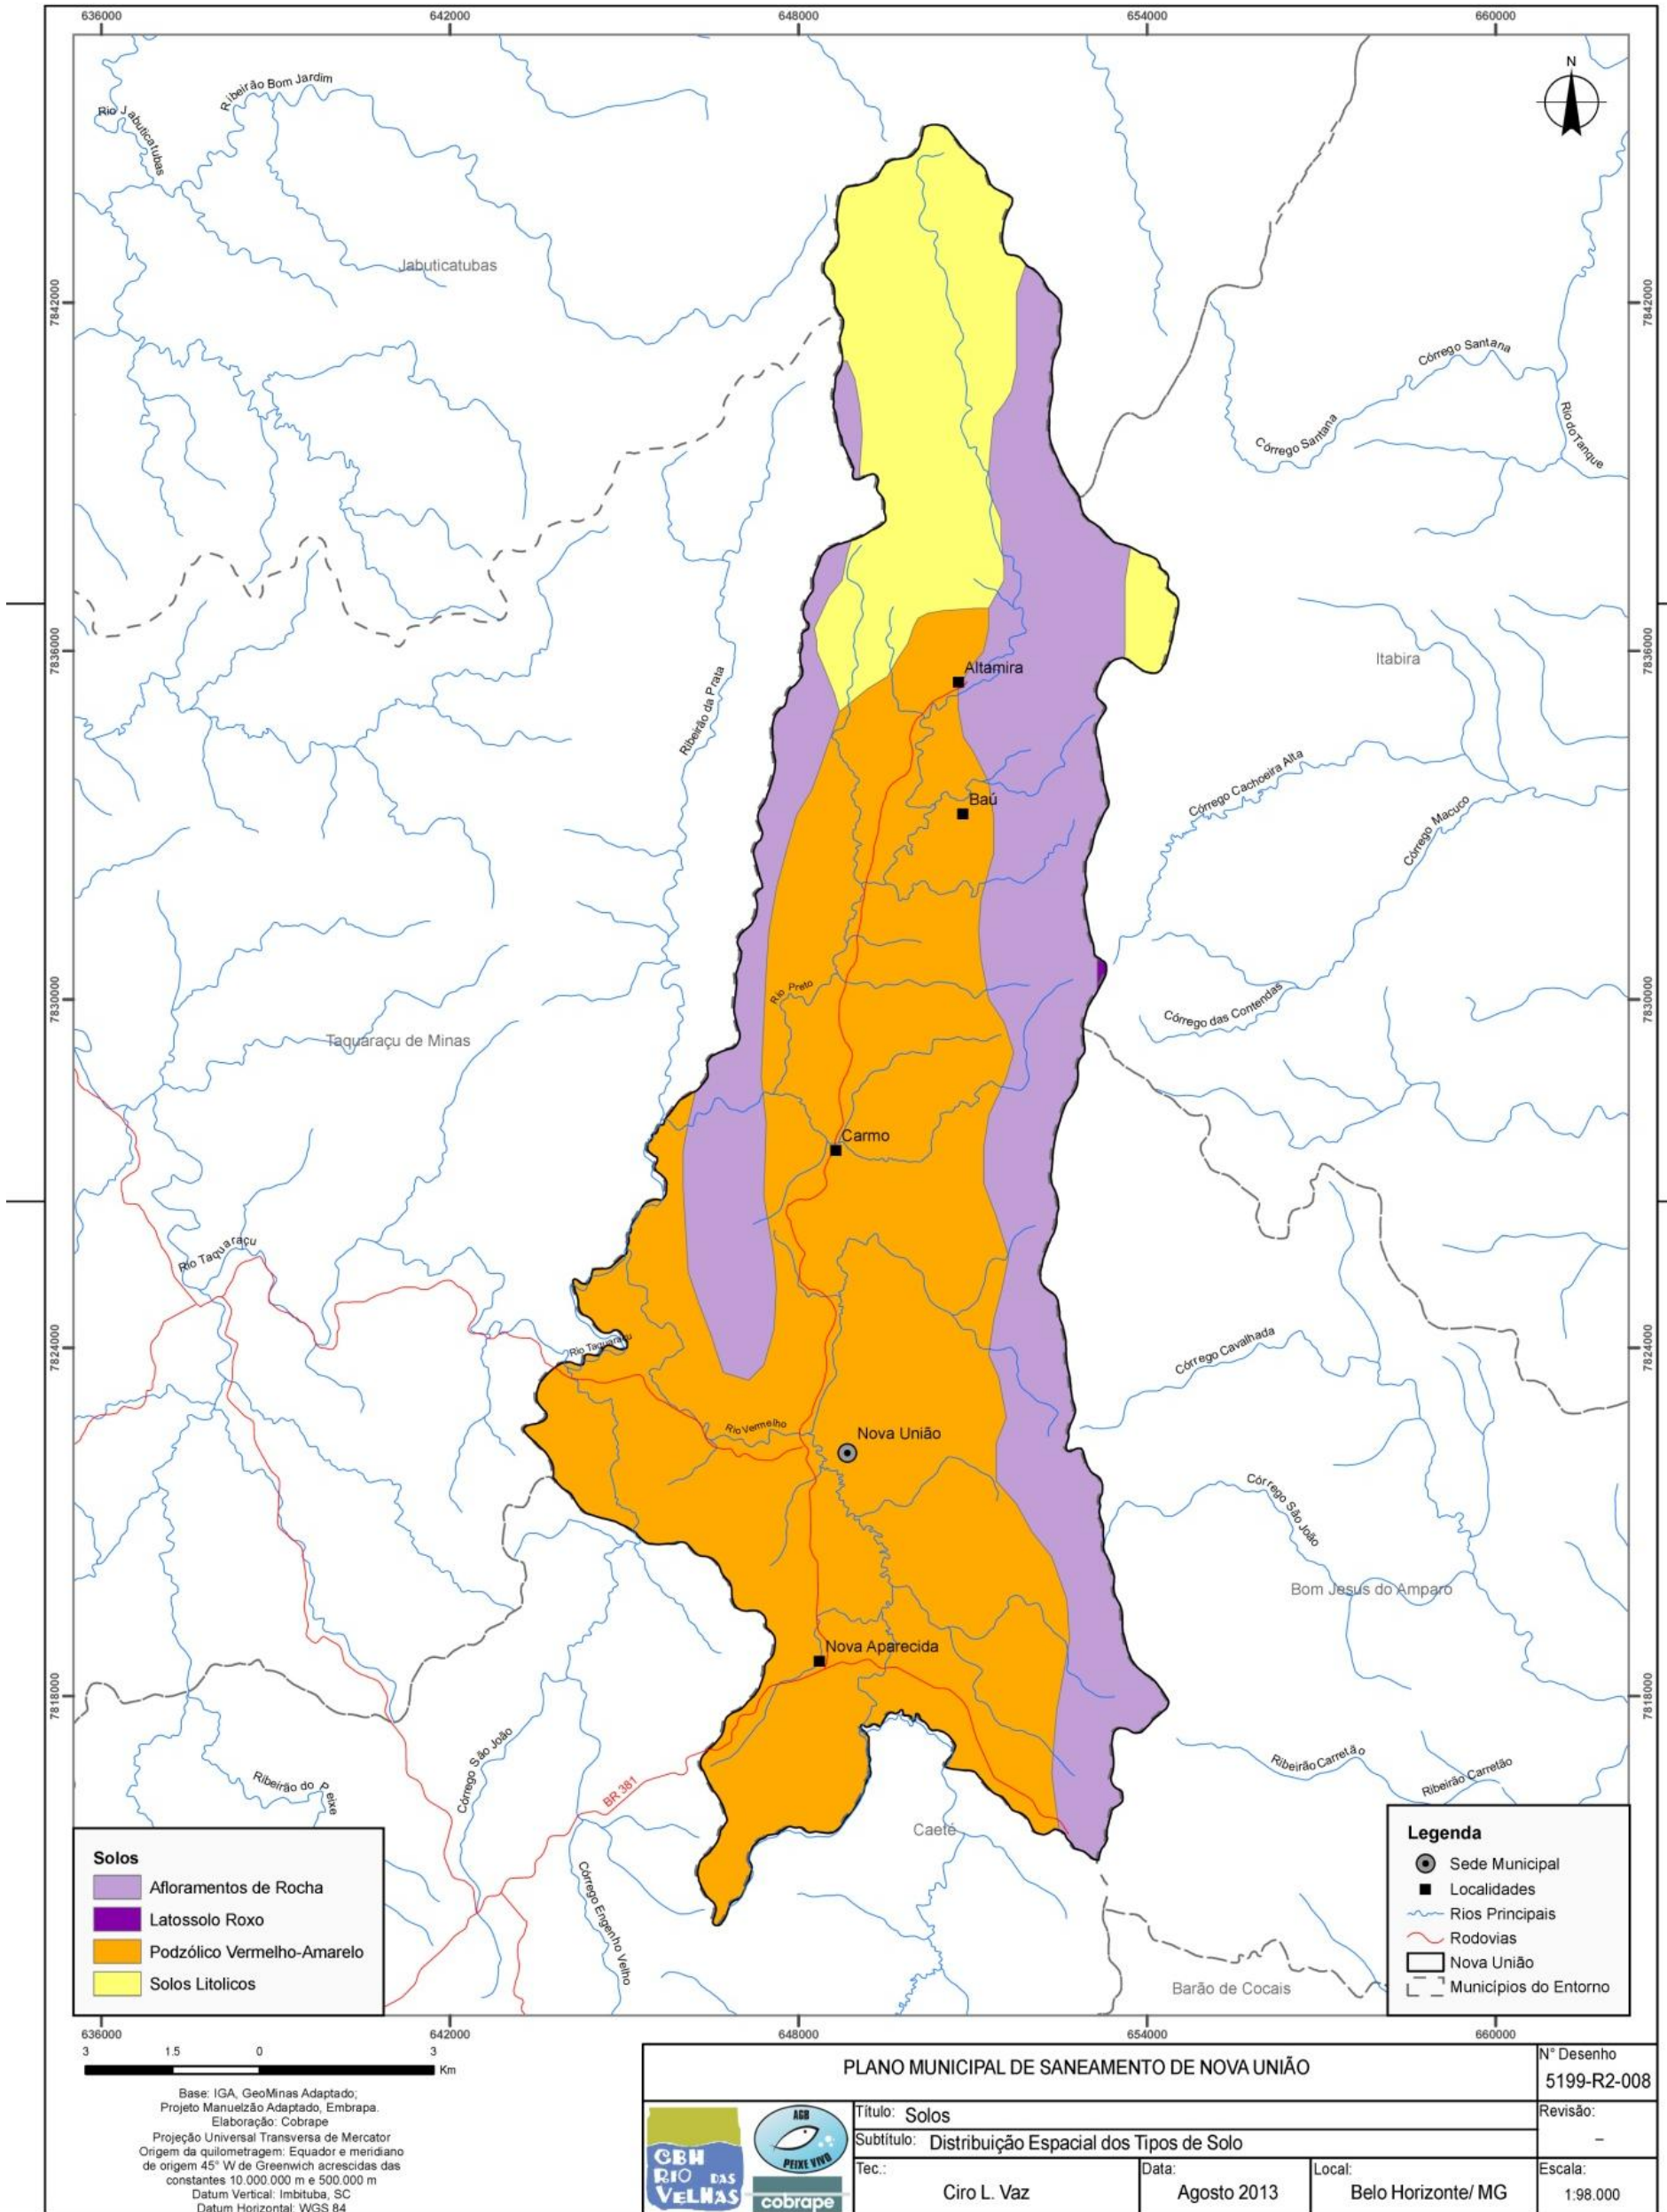 636000
642000
648000
654000
660000
N
Ribeirão Bom Jardim
Rio Jabuticatubas
Jabuticatubas
7842000
7842000
Córrego Santana
Córrego Santana
Rio do Tanque
7836000
7836000
Altamira
Itabira
Ribeirão da Prata
Córrego Cachoeira Alta
Baú
Córrego Macuco
7830000
7830000
Rio Preto
Córrego das Contendas
Taquaraçu de Minas
Carmo
Rio Taquaraçu
Rio Taquaraçu
7824000
7824000
Córrego Cavalhada
Rio Vermelho
Nova União
Córrego São João
Bom Jesus do Amparo
Nova Aparecida
7818000
7818000
Córrego São João
Ribeirão Carretão
Ribeirão Carretão
Ribeirão do Peixe
BR 381
Caeté
Córrego Engenho Velho
Barão de Cocais
Solos
Afloramentos de Rocha
Latossolo Roxo
Podzólico Vermelho-Amarelo
Solos Litolicos
Legenda
Sede Municipal
Localidades
Rios Principais
Rodovias
Nova União
Municípios do Entorno
636000
642000
648000
654000
660000
3 1.5 0 3
Km
Base: IGA, GeoMinas Adaptado;
Projeto Manuelzão Adaptado, Embrapa.
Elaboração: Cobrape
Projeção Universal Transversa de Mercator
Origem da quilometragem: Equador e meridiano
de origem 45° W de Greenwich acrescidas das
constantes 10.000.000 m e 500.000 m
Datum Vertical: Imbituba, SC
Datum Horizontal: WGS 84
PLANO MUNICIPAL DE SANEAMENTO DE NOVA UNIÃO
N° Desenho
5199-R2-008
CBH
RIO DAS
VELHAS
AGB
PEIXE VIVO
cobrape
Título: Solos
Revisão:
–
Subtítulo: Distribuição Espacial dos Tipos de Solo
Tec.:
Ciro L. Vaz
Data:
Agosto 2013
Local:
Belo Horizonte/ MG
Escala:
1:98.000